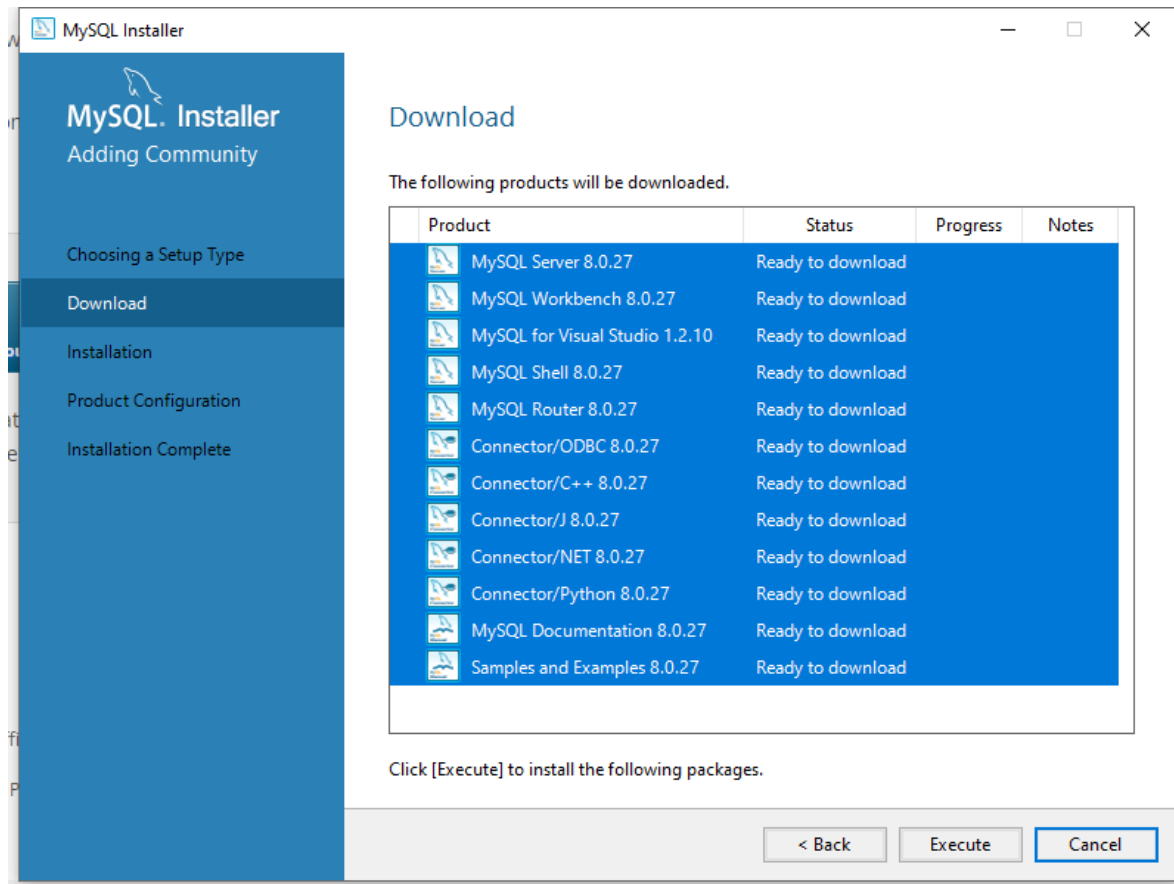 MySQL Installer
MySQL. Installer
Adding Community
Choosing a Setup Type
Download
Installation
Product Configuration
Installation Complete
Download
The following products will be downloaded.
Product Status Progress Notes
MySQL Server 8.0.27 Ready to download
MySQL Workbench 8.0.27 Ready to download
MySQL for Visual Studio 1.2.10 Ready to download
MySQL Shell 8.0.27 Ready to download
MySQL Router 8.0.27 Ready to download
Connector/ODBC 8.0.27 Ready to download
Connector/C++ 8.0.27 Ready to download
Connector/J 8.0.27 Ready to download
Connector/NET 8.0.27 Ready to download
Connector/Python 8.0.27 Ready to download
MySQL Documentation 8.0.27 Ready to download
Samples and Examples 8.0.27 Ready to download
Click [Execute] to install the following packages.
< Back Execute Cancel